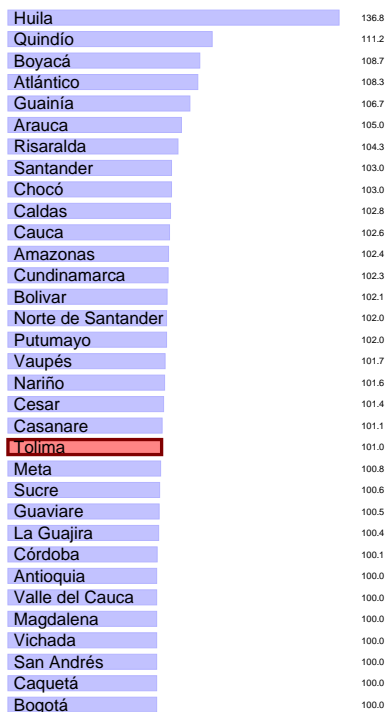 Huila 136.8
Quindío 111.2
Boyacá 108.7
Atlántico 108.3
Guainía 106.7
Arauca 105.0
Risaralda 104.3
Santander 103.0
Chocó 103.0
Caldas 102.8
Cauca 102.6
Amazonas 102.4
Cundinamarca 102.3
Bolivar 102.1
Norte de Santander 102.0
Putumayo 102.0
Vaupés 101.7
Nariño 101.6
Cesar 101.4
Casanare 101.1
Tolima 101.0
Meta 100.8
Sucre 100.6
Guaviare 100.5
La Guajira 100.4
Córdoba 100.1
Antioquia 100.0
Valle del Cauca 100.0
Magdalena 100.0
Vichada 100.0
San Andrés 100.0
Caquetá 100.0
Bogotá 100.0